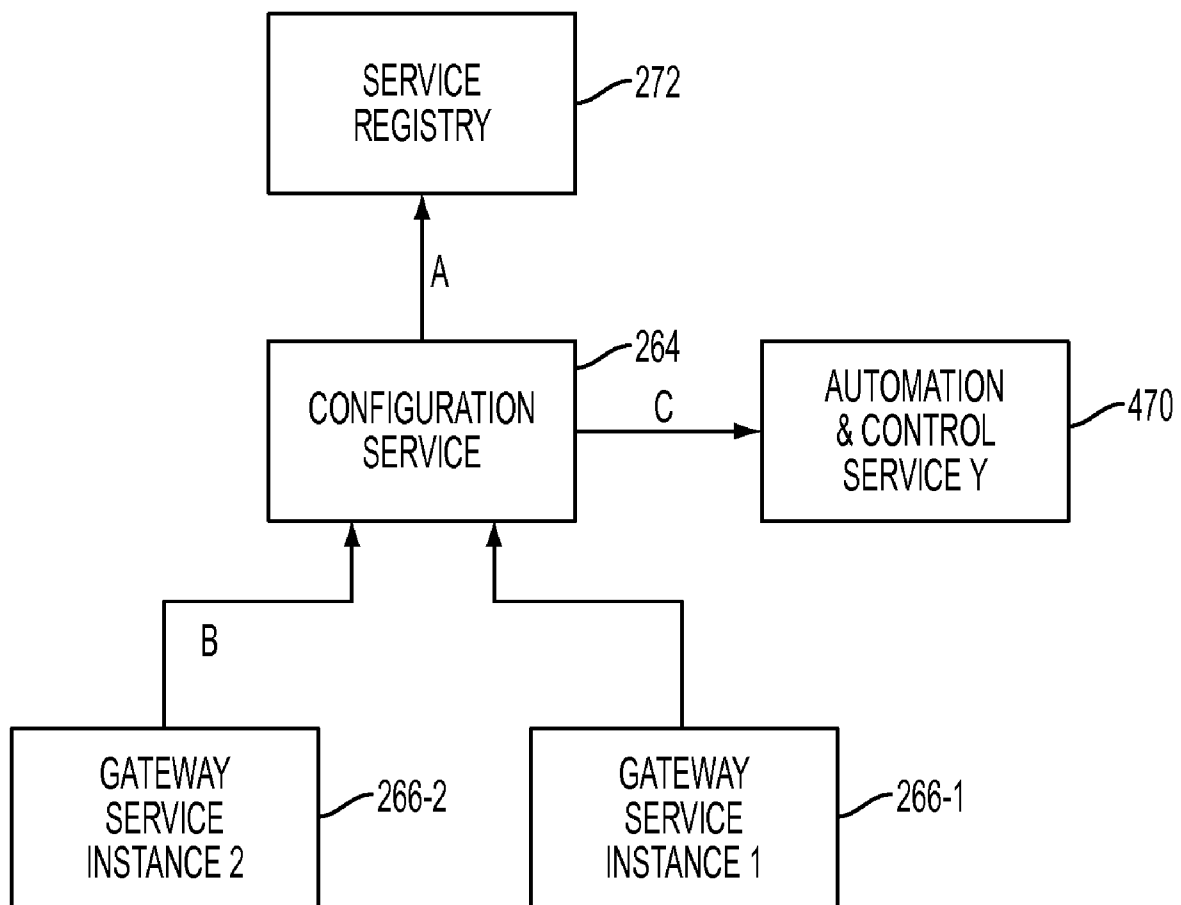 SERVICE
REGISTRY
272
A
264
CONFIGURATION
SERVICE
C
AUTOMATION
& CONTROL
SERVICE Y
470
B
GATEWAY
SERVICE
INSTANCE 2
266-2
GATEWAY
SERVICE
INSTANCE 1
266-1